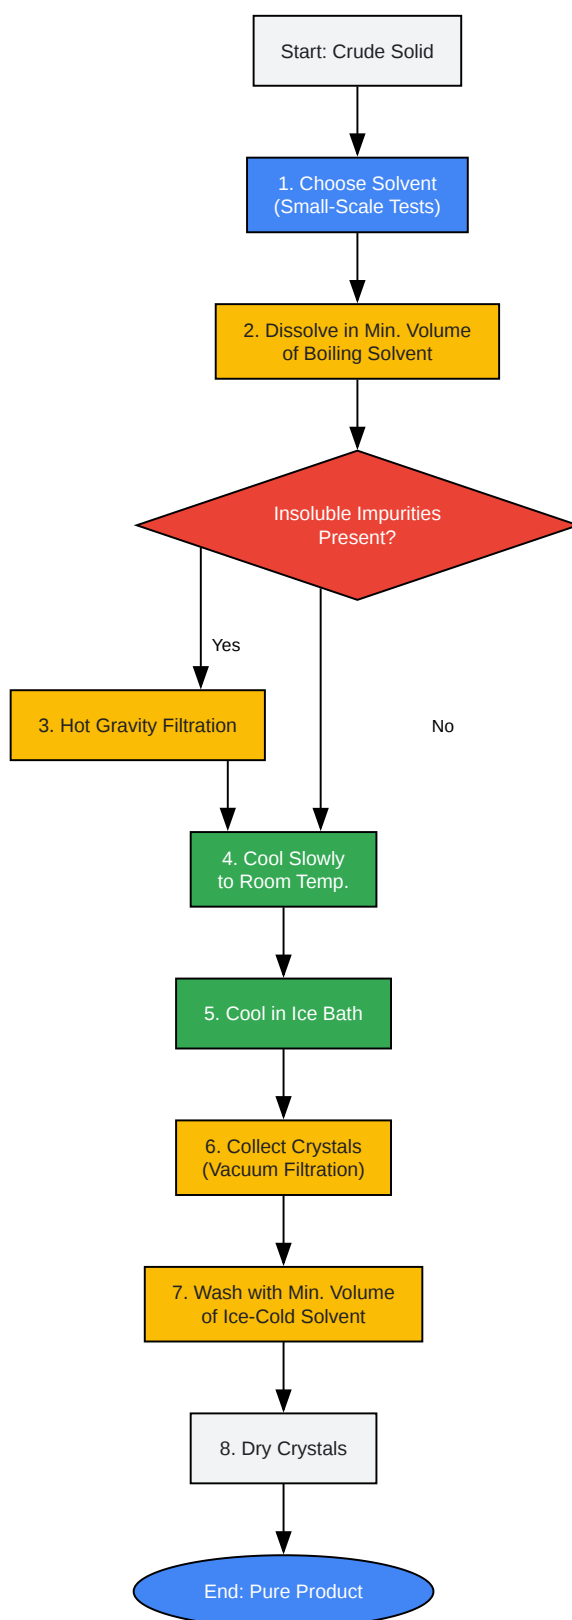 Start: Crude Solid
1. Choose Solvent
(Small-Scale Tests)
2. Dissolve in Min. Volume
of Boiling Solvent
Insoluble Impurities
Present?
Yes
3. Hot Gravity Filtration
No
4. Cool Slowly
to Room Temp.
5. Cool in Ice Bath
6. Collect Crystals
(Vacuum Filtration)
7. Wash with Min. Volume
of Ice-Cold Solvent
8. Dry Crystals
End: Pure Product